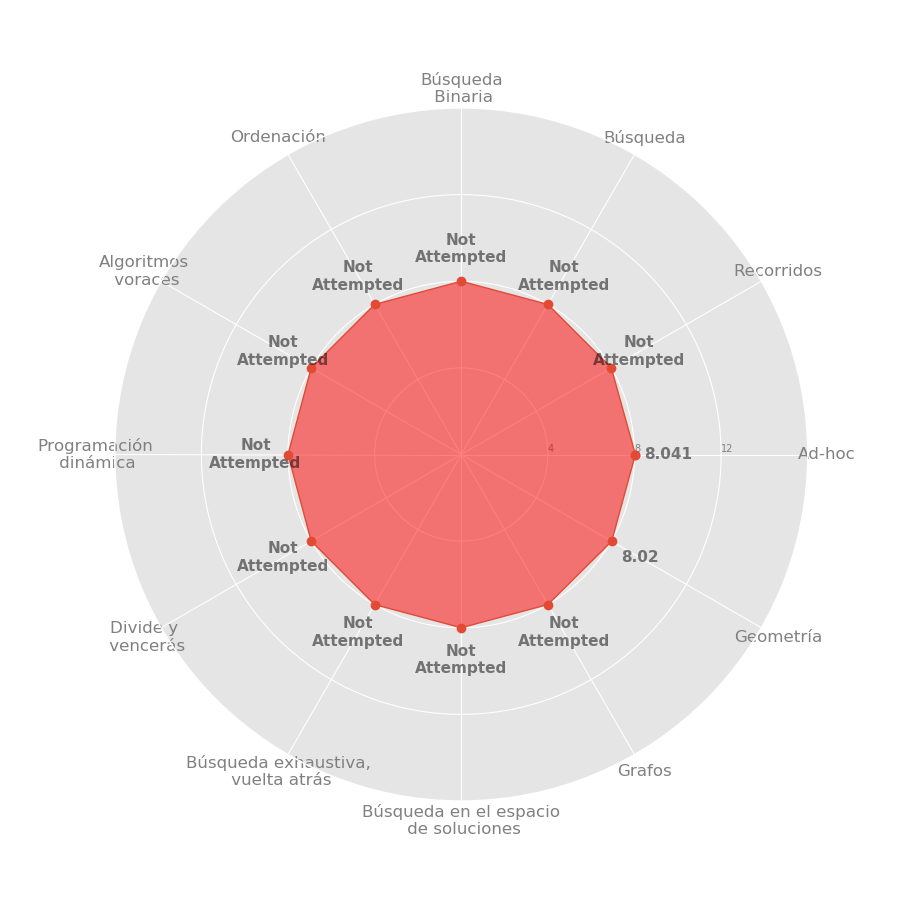 Búsqueda
Binaria
Ordenación
Búsqueda
Not
Attempted
Algoritmos
voraces
Not
Attempted
Not
Attempted
Recorridos
Not
Attempted
Not
Attempted
Programación
dinámica
Not
Attempted
4
8
12
8.041
Ad-hoc
Not
Attempted
8.02
Divide y
vencerás
Not
Attempted
Not
Attempted
Geometría
Not
Attempted
Búsqueda exhaustiva,
vuelta atrás
Grafos
Búsqueda en el espacio
de soluciones